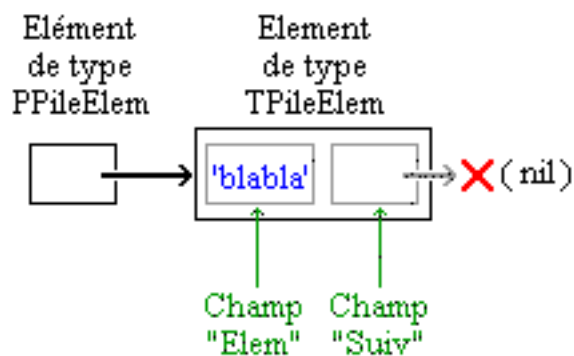 Elément
de type
PPileElem
Element
de type
TPileElem
'blabla'
( nil)
Champ
"Elem"
Champ
"Suiv"